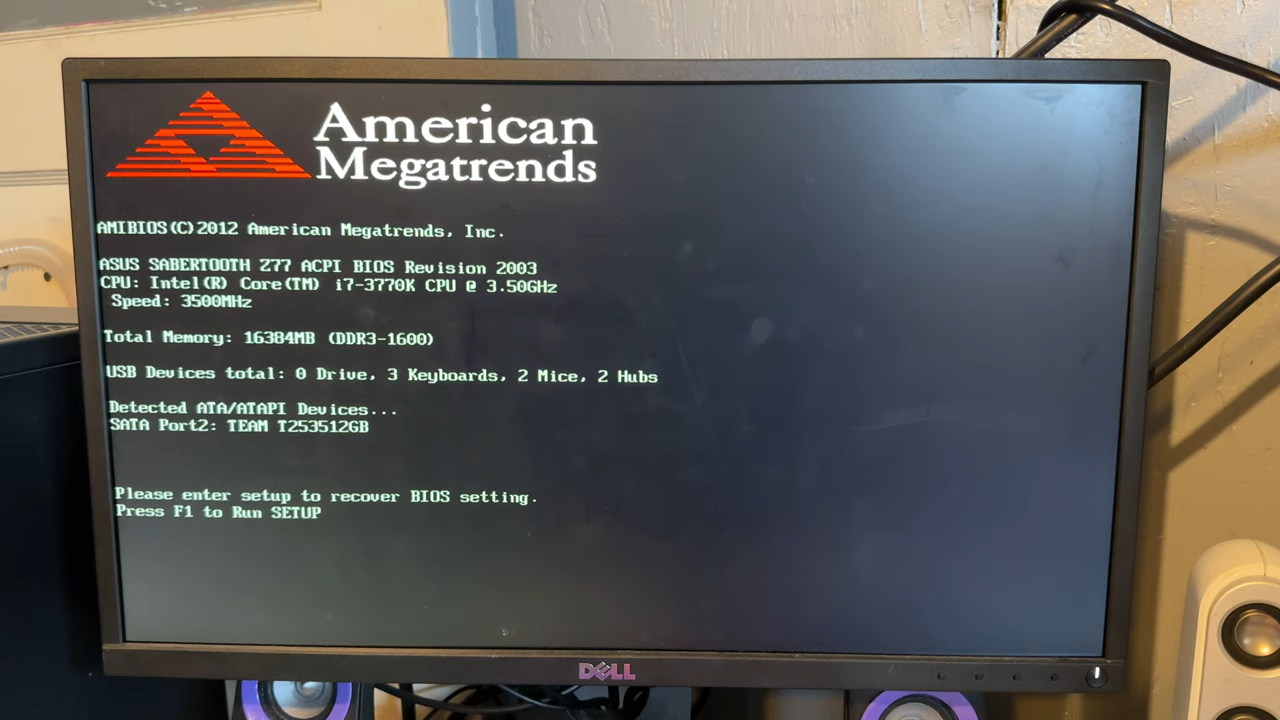 American
Megatrends
AMIBIOS(C)2012 American Megatrends, Inc.
ASUS SABERTOOTH Z77 ACPI BIOS Revision 2003
CPU: Intel(R) Core(TM) i7-3770K CPU @ 3.50GHz
Speed: 3500MHz
Total Memory: 16384MB (DDR3-1600)
USB Devices total: 0 Drive, 3 Keyboards, 2 Mice, 2 Hubs
Detected ATA/ATAPI Devices...
SATA Port2: TEAM T253512GB
Please enter setup to recover BIOS setting.
Press F1 to Run SETUP
DELL